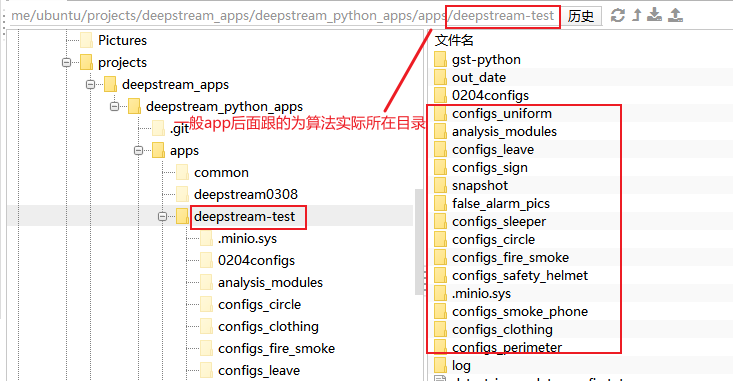 me/ubuntu/projects/deepstream_apps/deepstream_python_apps/apps/deepstream-test 历史
Pictures
projects
deepstream_apps
deepstream_python_apps
一般app后面跟的为算法实际所在目录
.git
apps
common
deepstream0308
deepstream-test
.minio.sys
0204configs
analysis_modules
configs_circle
configs_clothing
configs_fire_smoke
configs_leave
文件名
gst-python
out_date
0204configs
configs_uniform
analysis_modules
configs_leave
configs_sign
snapshot
false_alarm_pics
configs_sleeper
configs_circle
configs_fire_smoke
configs_safety_helmet
.minio.sys
configs_smoke_phone
configs_clothing
configs_perimeter
log